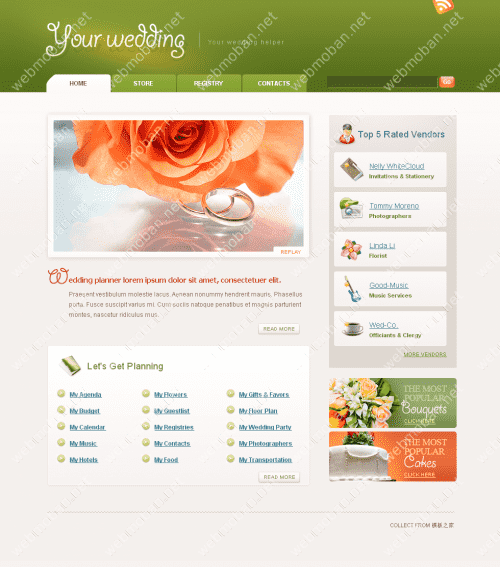 Your wedding
Your wedding helper
HOME
STORE
REGISTRY
CONTACTS
GO
REPLAY
Wedding planner lorem ipsum dolor sit amet, consectetuer elit.
Praesent vestibulum molestie lacus. Aenean nonummy hendrerit mauris. Phasellus
porta. Fusce suscipit varius mi. Cum sociis natoque penatibus et magnis parturient
montes, nascetur ridiculus mus.
READ MORE
Let's Get Planning
My Agenda
My Budget
My Calendar
My Music
My Hotels
My Flowers
My Guestlist
My Registries
My Contacts
My Food
My Gifts & Favors
My Floor Plan
My Wedding Party
My Photographers
My Transportation
READ MORE
Top 5 Rated Vendors
Nelly WhiteCloud
Invitations & Stationery
Tommy Moreno
Photographers
Linda Li
Florist
Good-Music
Music Services
Wed-Co.
Officiants & Clergy
MORE VENDORS
THE MOST
POPULAR
Bouquets
CLICK HERE
THE MOST
POPULAR
Cakes
CLICK HERE
COLLECT FROM 模板之家
webmoban.net